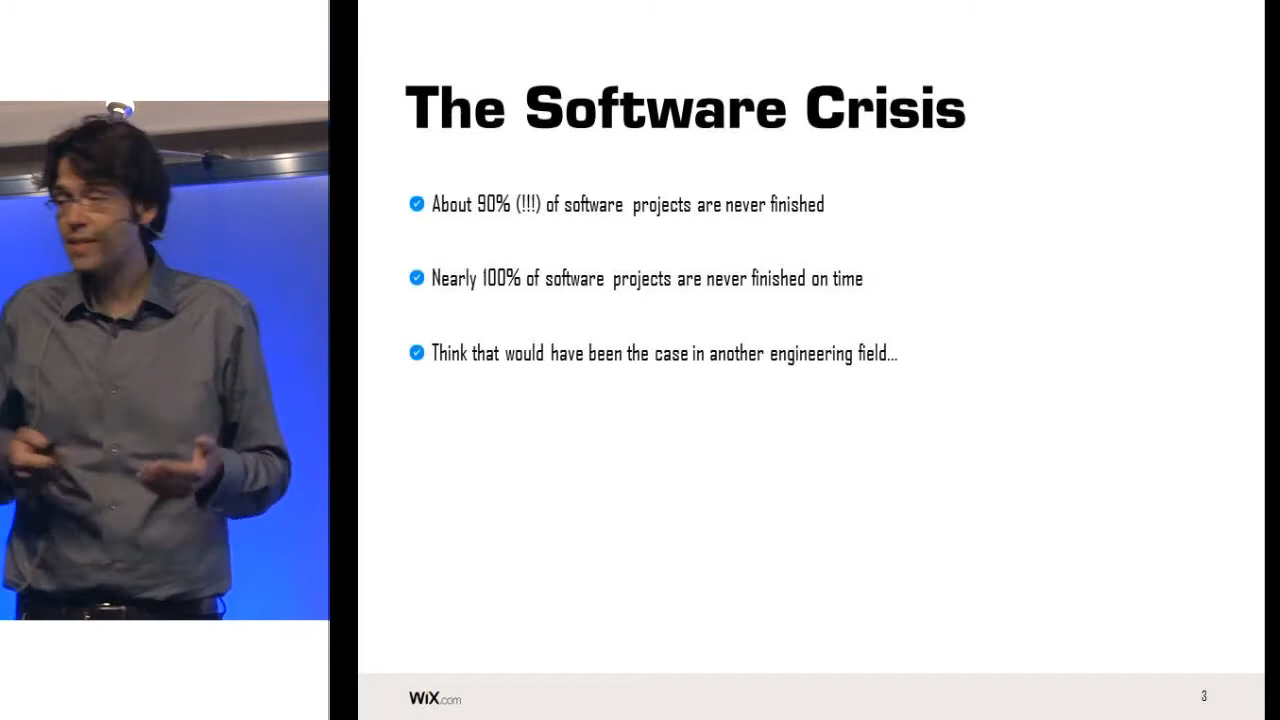 The Software Crisis
About 90% (!!!) of software projects are never finished
Nearly 100% of software projects are never finished on time
Think that would have been the case in another engineering field...
WiX.com
3